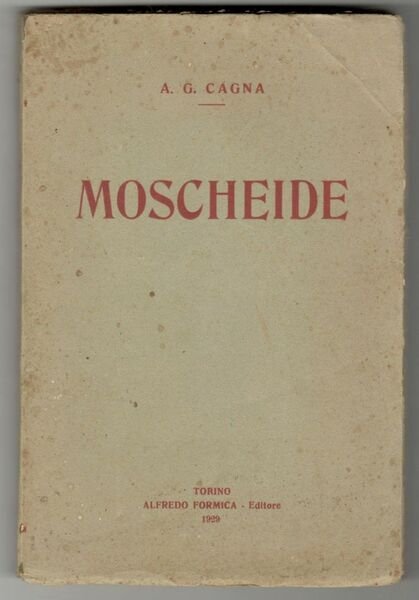 A. G. CAGNA
MOSCHEIDE
TORINO
ALFREDO FORMICA - Editore
1929